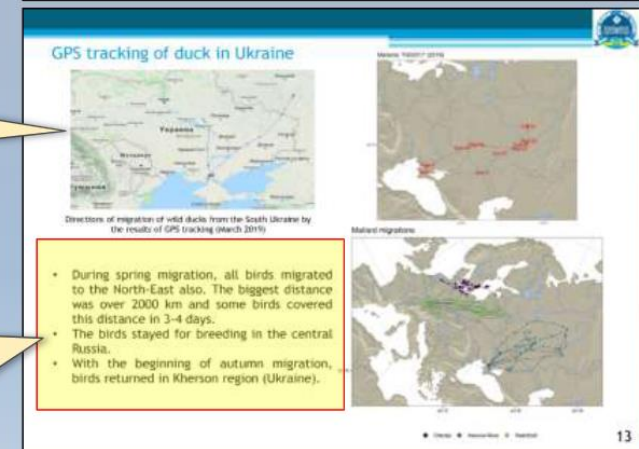 GPS tracking of duck in Ukraine
Украина
Directions of migration of wild ducks from the South Ukraine by
the results of GPS tracking (March 2019)
Mallard migrations
• During spring migration, all birds migrated
to the North-East also. The biggest distance
was over 2000 km and some birds covered
this distance in 3-4 days.
• The birds stayed for breeding in the central
Russia.
• With the beginning of autumn migration,
birds returned in Kherson region (Ukraine).
13